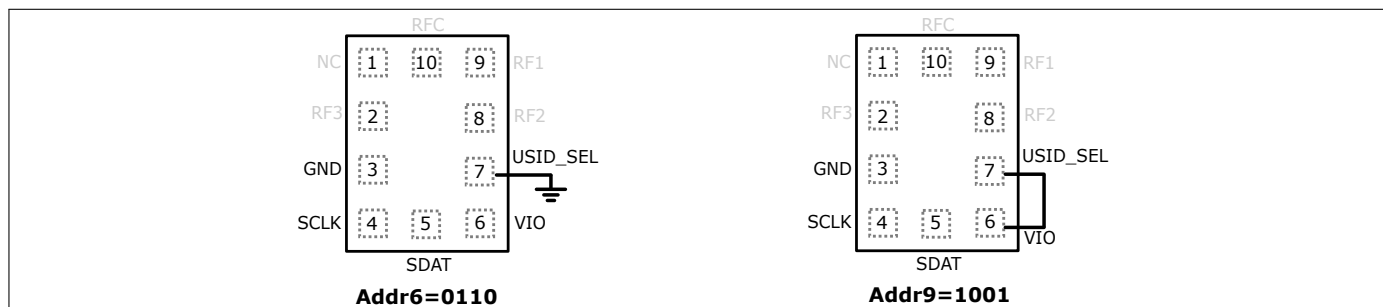 RFC
NC 1 10 9 RF1
RF3 2 8 RF2
GND 3 7 USID_SEL
SCLK 4 5 6 VIO
SDAT
Addr6=0110
RFC
NC 1 10 9 RF1
RF3 2 8 RF2
GND 3 7 USID_SEL
SCLK 4 5 6 VIO
SDAT
Addr9=1001